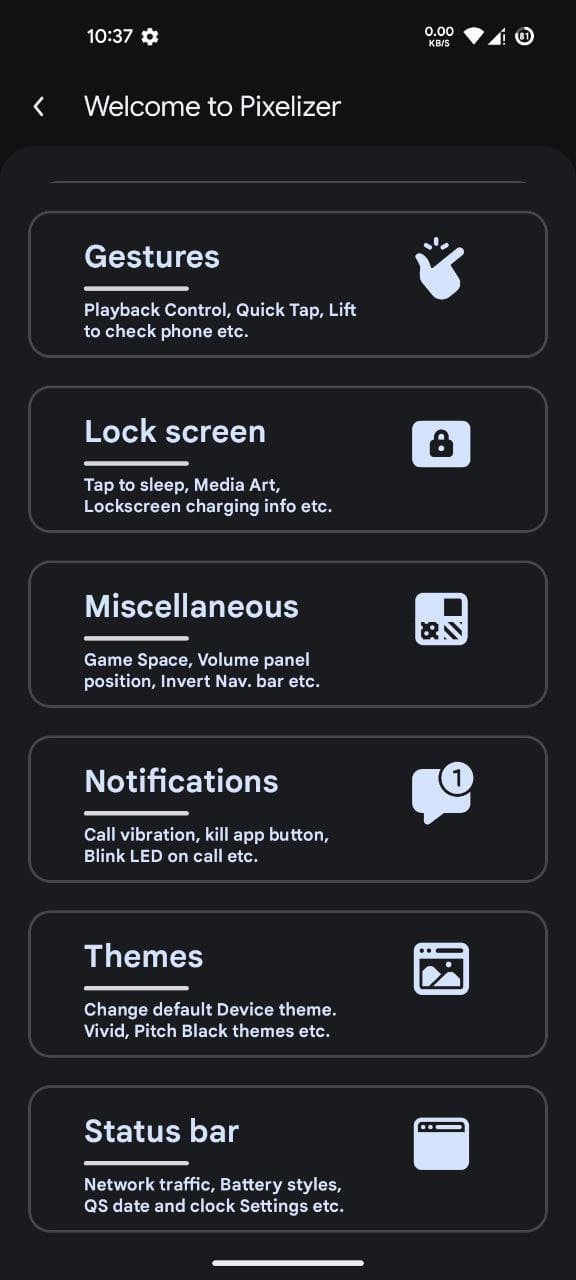 10:37
0.00
KB/S
81
Welcome to Pixelizer
Gestures
Playback Control, Quick Tap, Lift
to check phone etc.
Lock screen
Tap to sleep, Media Art,
Lockscreen charging info etc.
Miscellaneous
Game Space, Volume panel
position, Invert Nav. bar etc.
Notifications
1
Call vibration, kill app button,
Blink LED on call etc.
Themes
Change default Device theme.
Vivid, Pitch Black themes etc.
Status bar
Network traffic, Battery styles,
QS date and clock Settings etc.